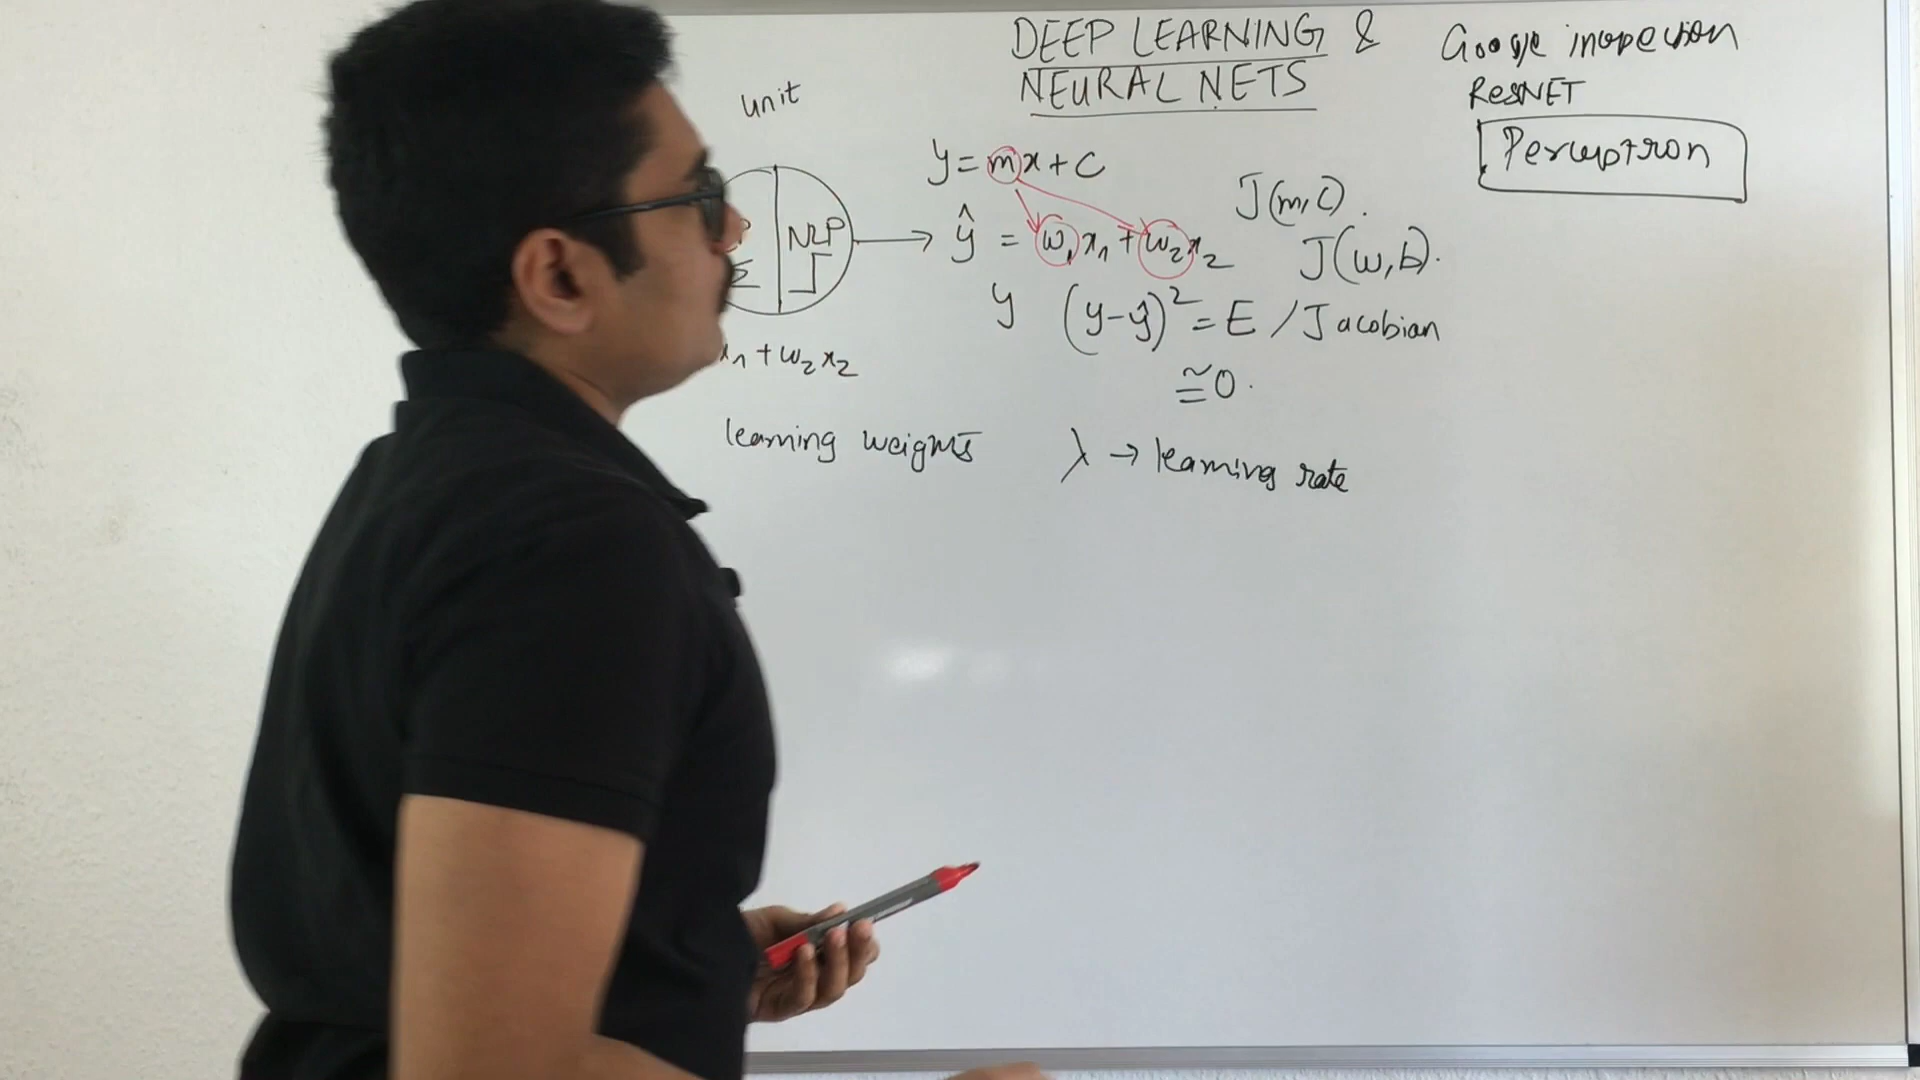 DEEP LEARNING &
NEURAL NETS
Google inspection
ResNET
Perceptron
unit
y = mx + c
J(m, c).
NLP
ŷ = w₁x₁ + w₂x₂
J(w, b).
y (y-ŷ)² = E / Jacobian
≅ 0.
x₁ + w₂x₂
learning weights
λ → learning rate